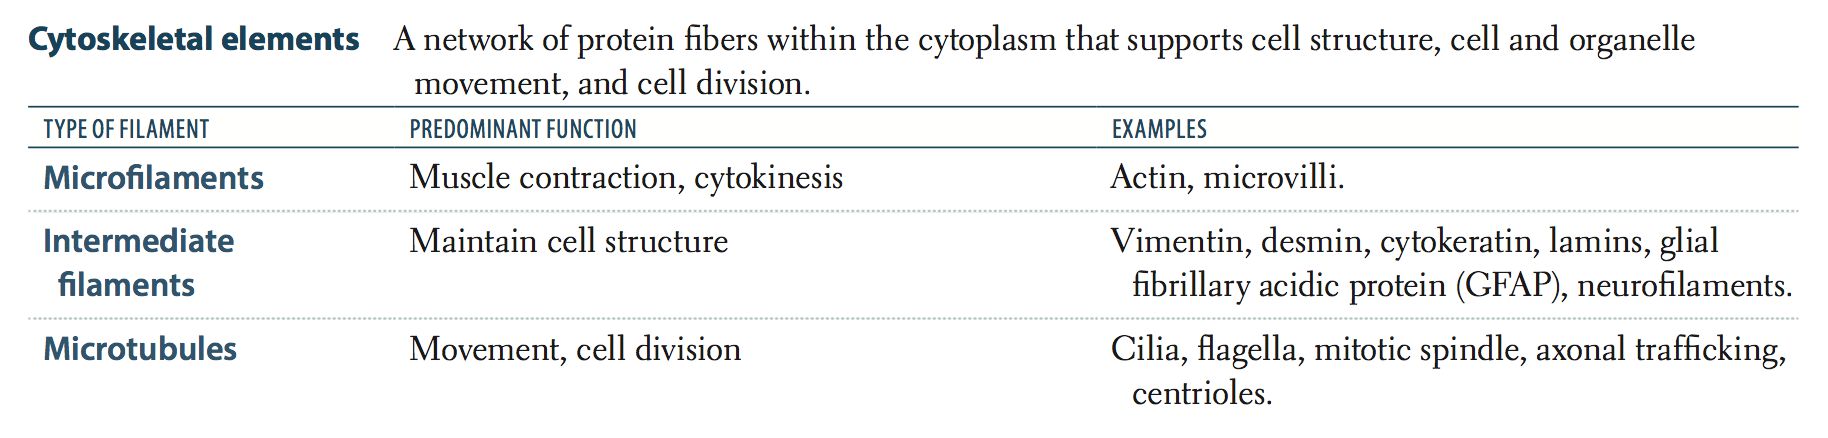 Cytoskeletal elements A network of protein fibers within the cytoplasm that supports cell structure, cell and organelle
movement, and cell division.
TYPE OF FILAMENT PREDOMINANT FUNCTION EXAMPLES
Microfilaments Muscle contraction, cytokinesis Actin, microvilli.
Intermediate Maintain cell structure Vimentin, desmin, cytokeratin, lamins, glial
filaments fibrillary acidic protein (GFAP), neurofilaments.
Microtubules Movement, cell division Cilia, flagella, mitotic spindle, axonal trafficking,
centrioles.